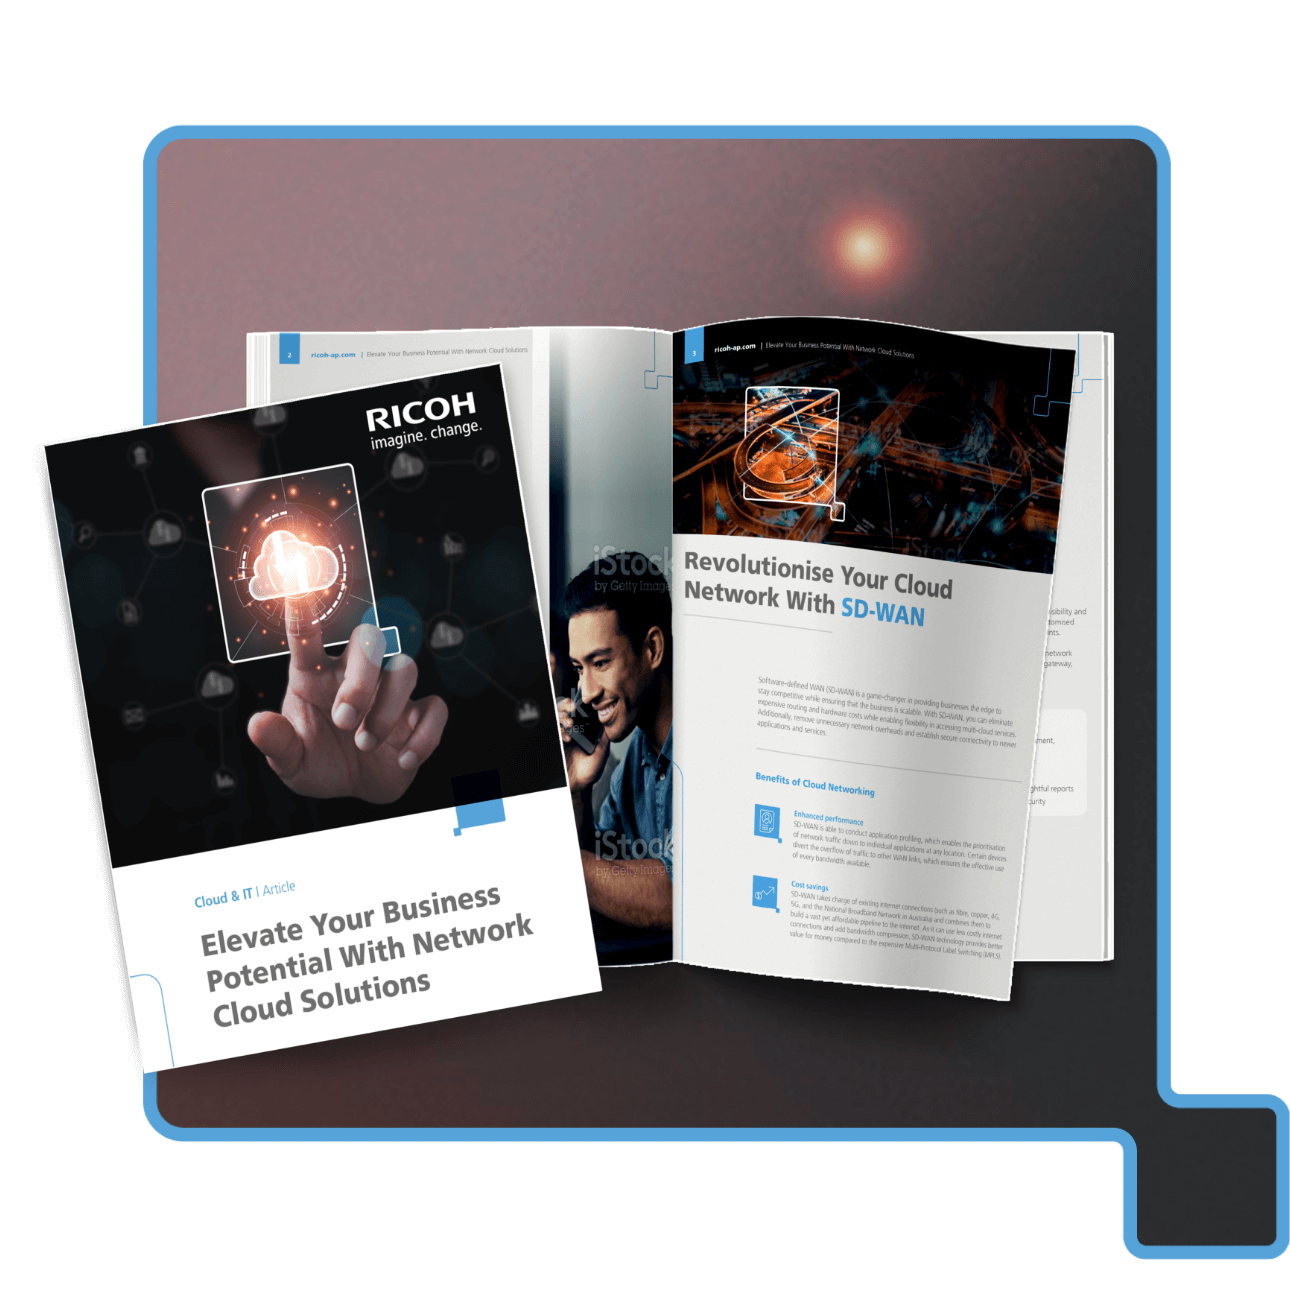 RICOH
imagine. change.
Cloud & IT | Article
Elevate Your Business
Potential With Network
Cloud Solutions
2
ricoh-ap.com | Elevate Your Business Potential With Network Cloud Solutions
iStock
by Getty Images
iStock
by Getty Images
3
ricoh-ap.com | Elevate Your Business Potential With Network Cloud Solutions
iStock
Revolutionise Your Cloud
Network With SD-WAN
Software-defined WAN (SD-WAN) is a game-changer in providing businesses the edge to
stay competitive while ensuring that the business is scalable. With SD-WAN, you can eliminate
expensive routing and hardware costs while enabling flexibility in accessing multi-cloud services.
Additionally, remove unnecessary network overheads and establish secure connectivity to newer
applications and services.
Benefits of Cloud Networking
Enhanced performance
SD-WAN is able to conduct application profiling, which enables the prioritisation
of network traffic down to individual applications at any location. Certain devices
divert the overflow of traffic to other WAN links, which ensures the effective use
of every bandwidth available.
Cost savings
SD-WAN takes charge of existing internet connections (such as fibre, copper, 4G,
5G, and the National Broadband Network in Australia) and combines them to
build a vast yet affordable pipeline to the internet. As it can use less costly internet
connections and add bandwidth compression, SD-WAN technology provides better
value for money compared to the expensive Multi-Protocol Label Switching (MPLS).
sibility and
tomised
nts.
network
gateway,
ment,
ghtful reports
curity